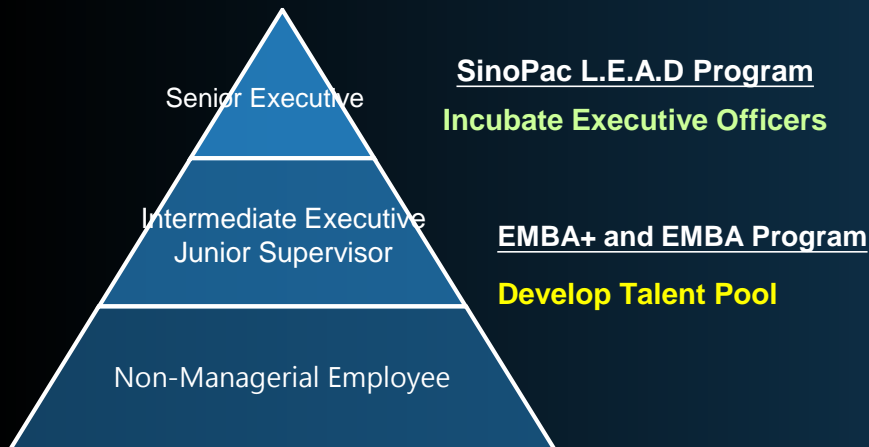 Senior Executive
SinoPac L.E.A.D Program
Incubate Executive Officers
Intermediate Executive
Junior Supervisor
EMBA+ and EMBA Program
Develop Talent Pool
Non-Managerial Employee